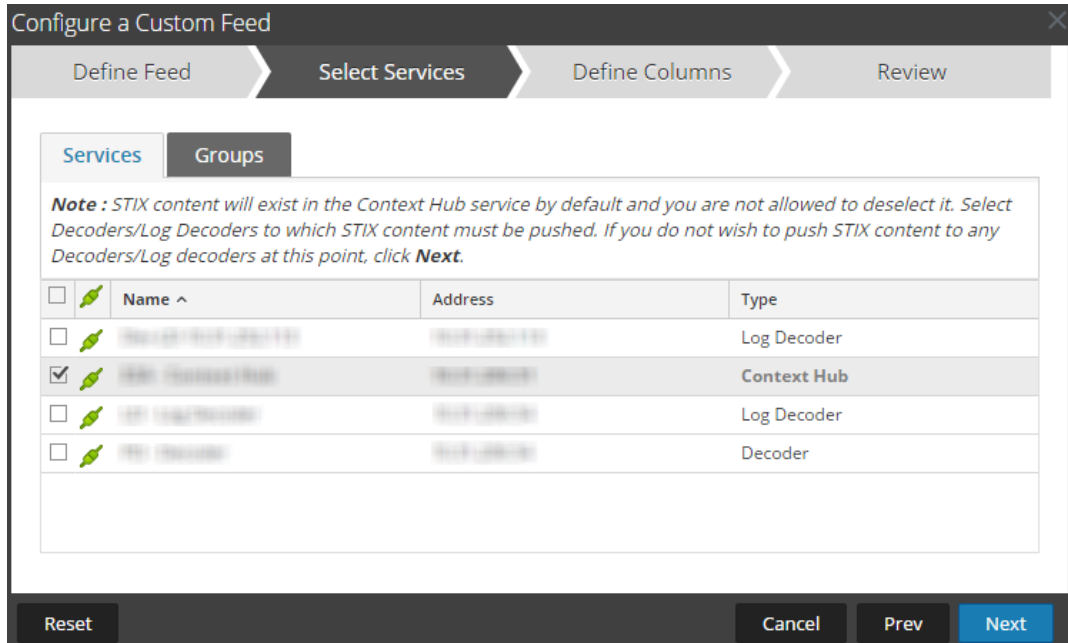 Configure a Custom Feed
Define Feed Select Services Define Columns Review
Services Groups
Note : STIX content will exist in the Context Hub service by default and you are not allowed to deselect it. Select
Decoders/Log Decoders to which STIX content must be pushed. If you do not wish to push STIX content to any
Decoders/Log decoders at this point, click Next.
Name Address Type
Log Decoder
Context Hub
Log Decoder
Decoder
Reset Cancel Prev Next